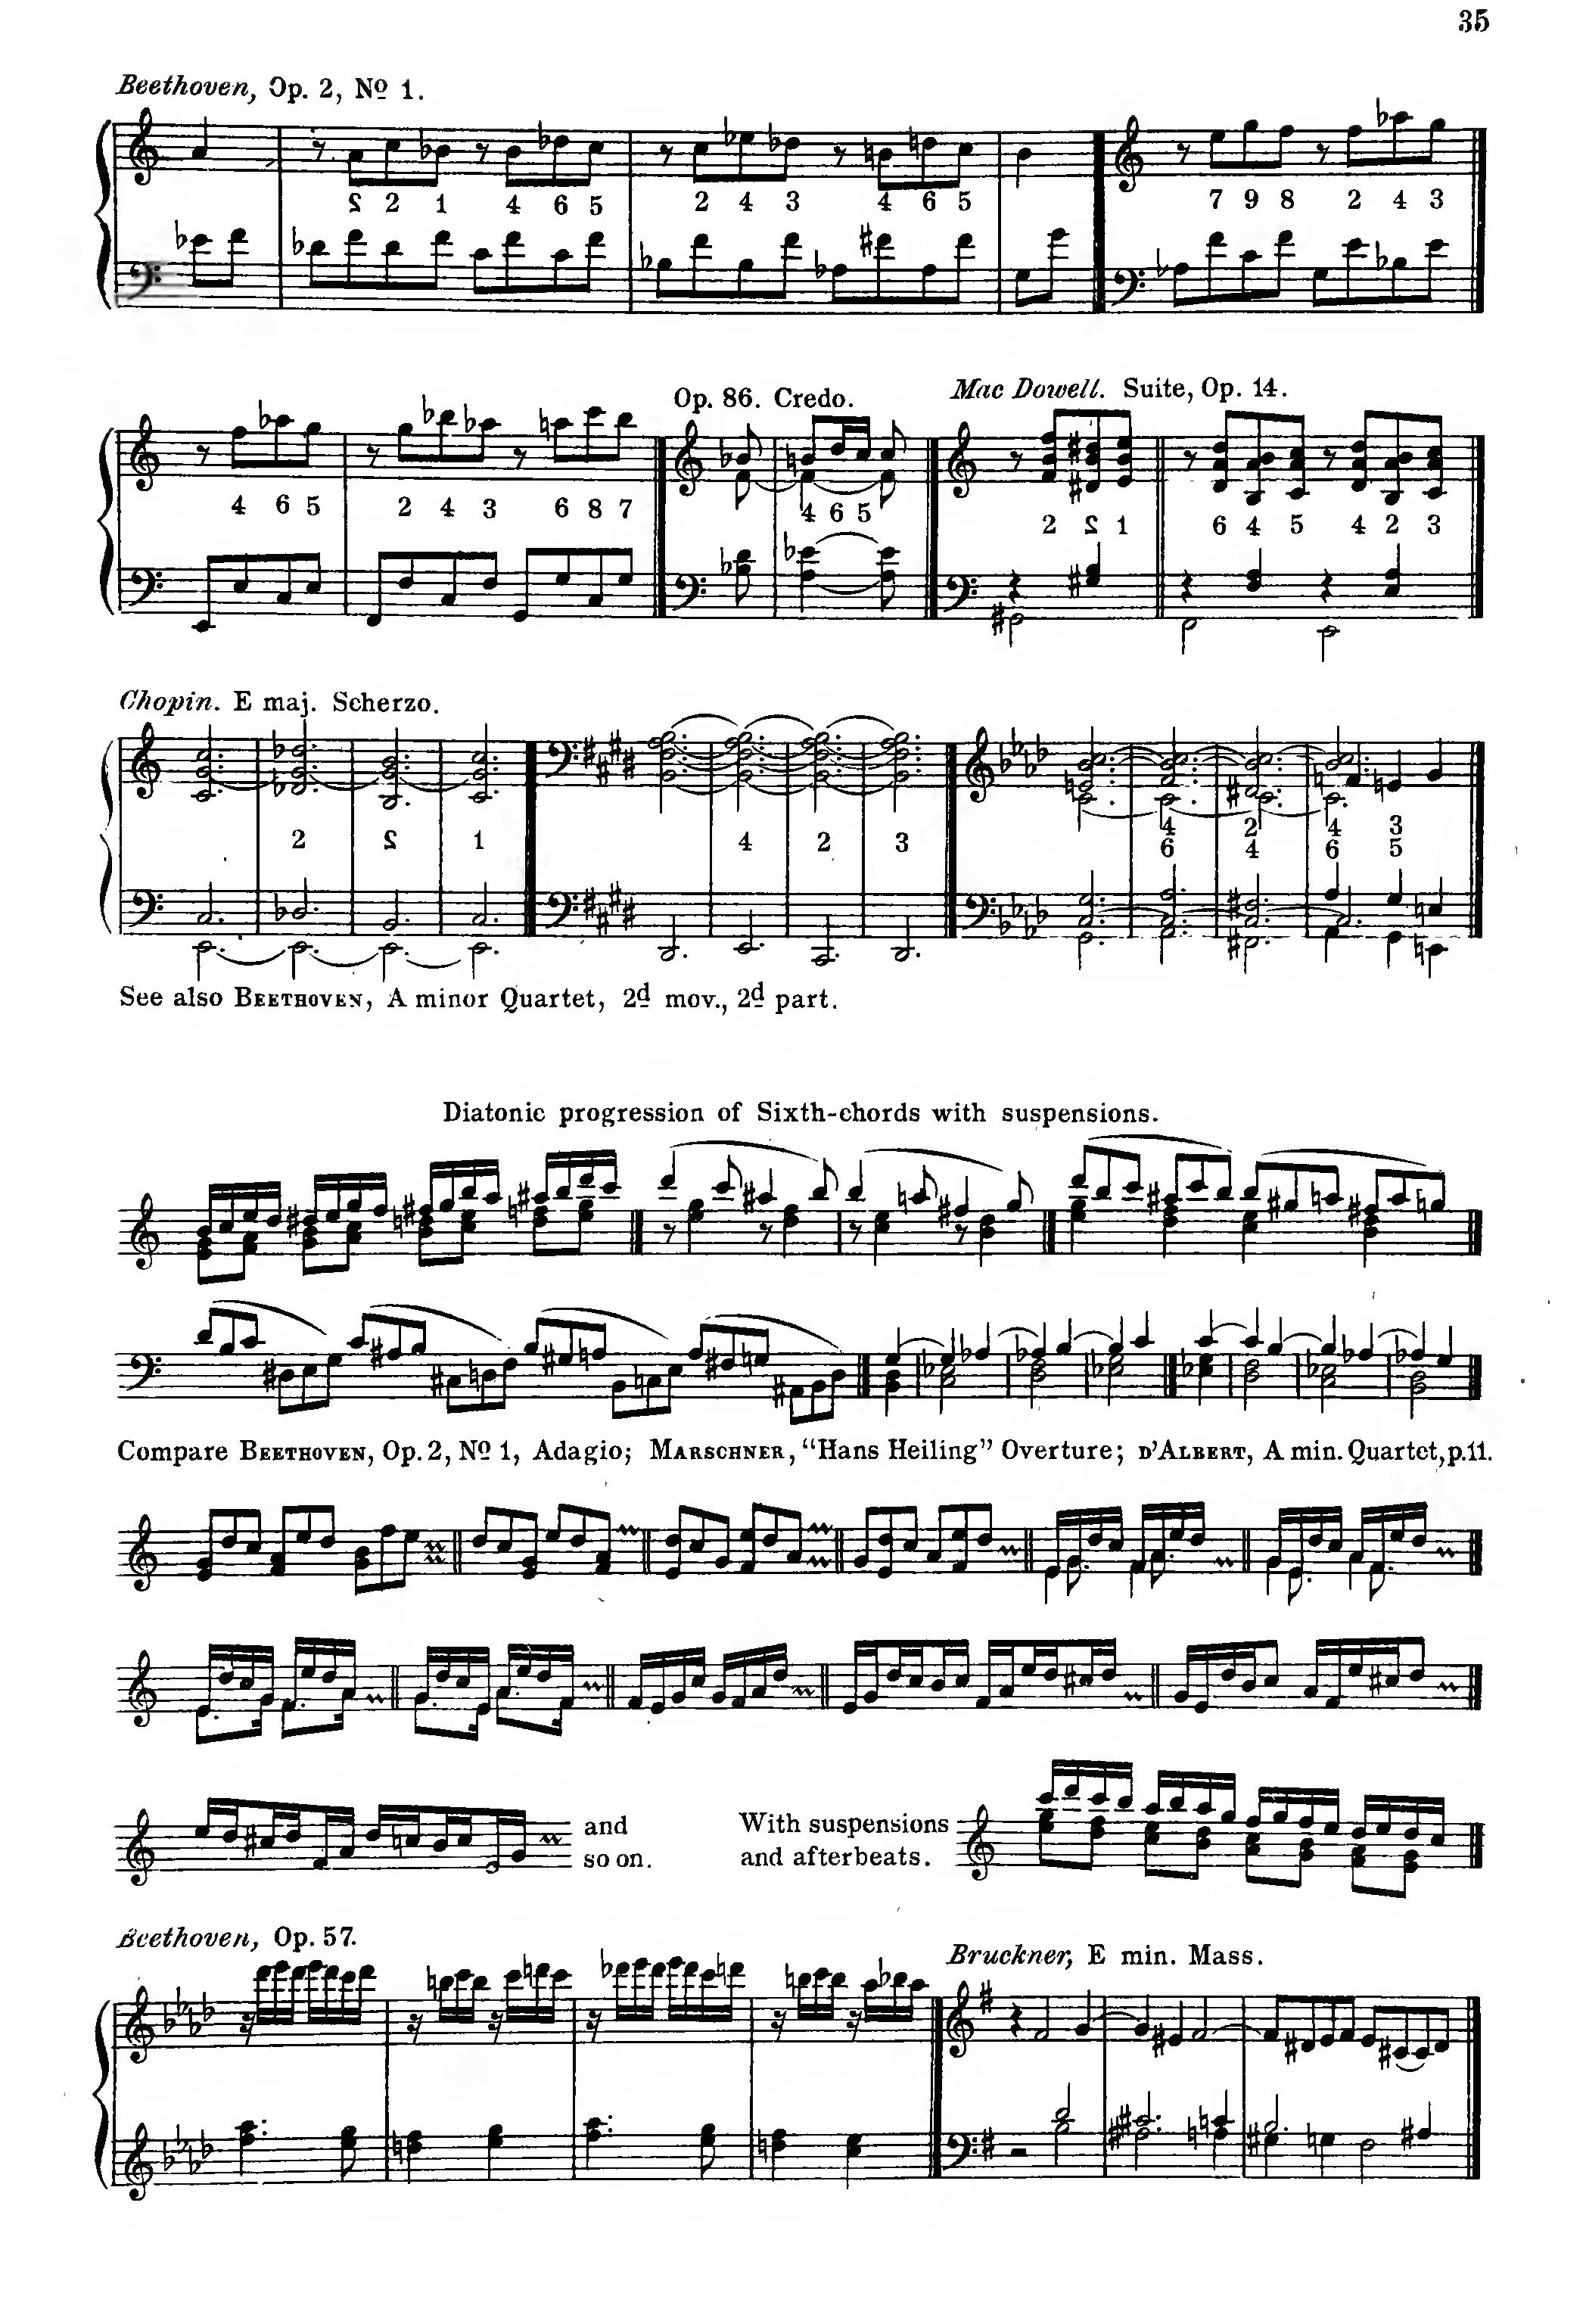 35
Beethoven, Op. 2, Nº 1.
2 2 1 4 6 5 2 4 3 4 6 5 7 9 8 2 4 3
Op. 86. Credo.
Mac Dowell. Suite, Op. 14.
4 6 5 2 4 3 6 8 7 4 6 5 2 2 1 6 4 5 4 2 3
Chopin. E maj. Scherzo.
2 2 1 4 2 3 4 2 4 3
6 4 6 5
See also BEETHOVEN, A minor Quartet, 2d mov., 2d part.
Diatonic progression of Sixth-chords with suspensions.
Compare BEETHOVEN, Op. 2, Nº 1, Adagio; MARSCHNER, "Hans Heiling" Overture; D'ALBERT, A min. Quartet, p. 11.
and
so on.
With suspensions
and afterbeats.
Beethoven, Op. 57.
Bruckner, E min. Mass.